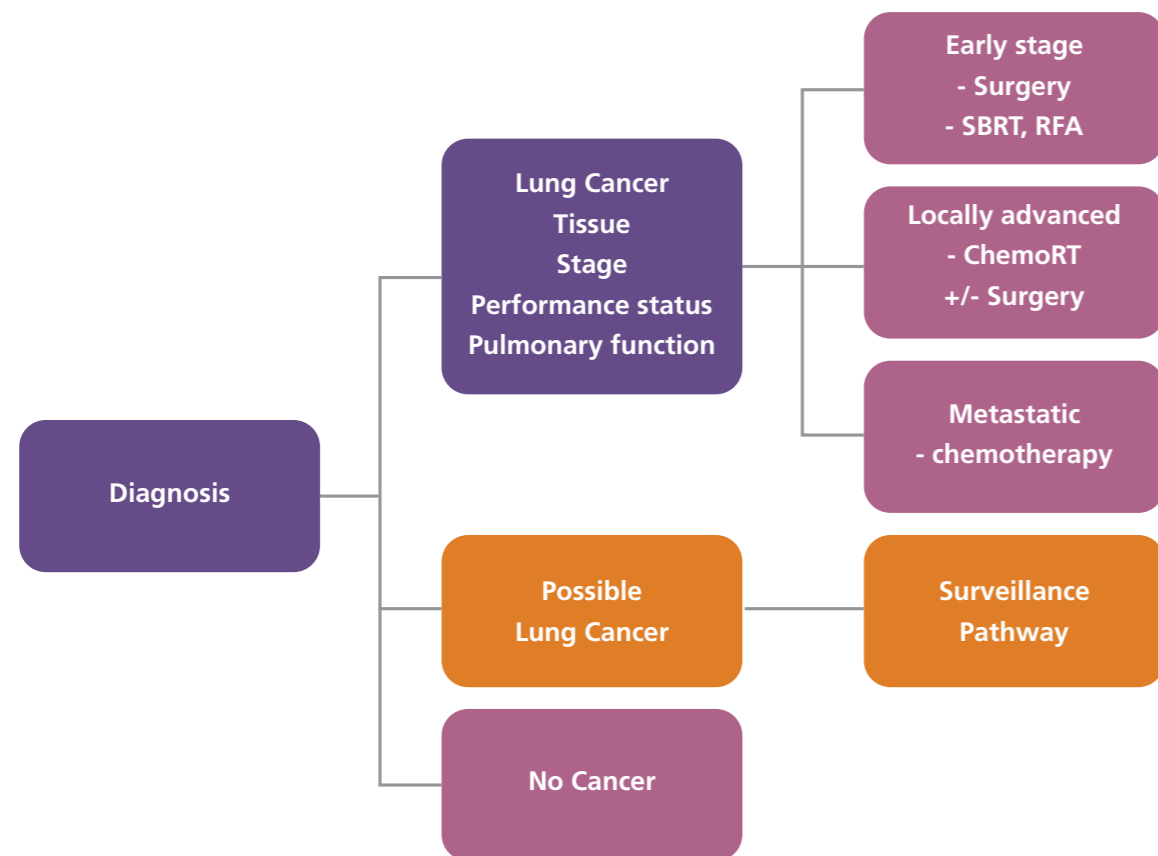 Diagnosis
Lung Cancer
Tissue
Stage
Performance status
Pulmonary function
Early stage
- Surgery
- SBRT, RFA
Locally advanced
- ChemoRT
+/- Surgery
Metastatic
- chemotherapy
Possible
Lung Cancer
Surveillance
Pathway
No Cancer